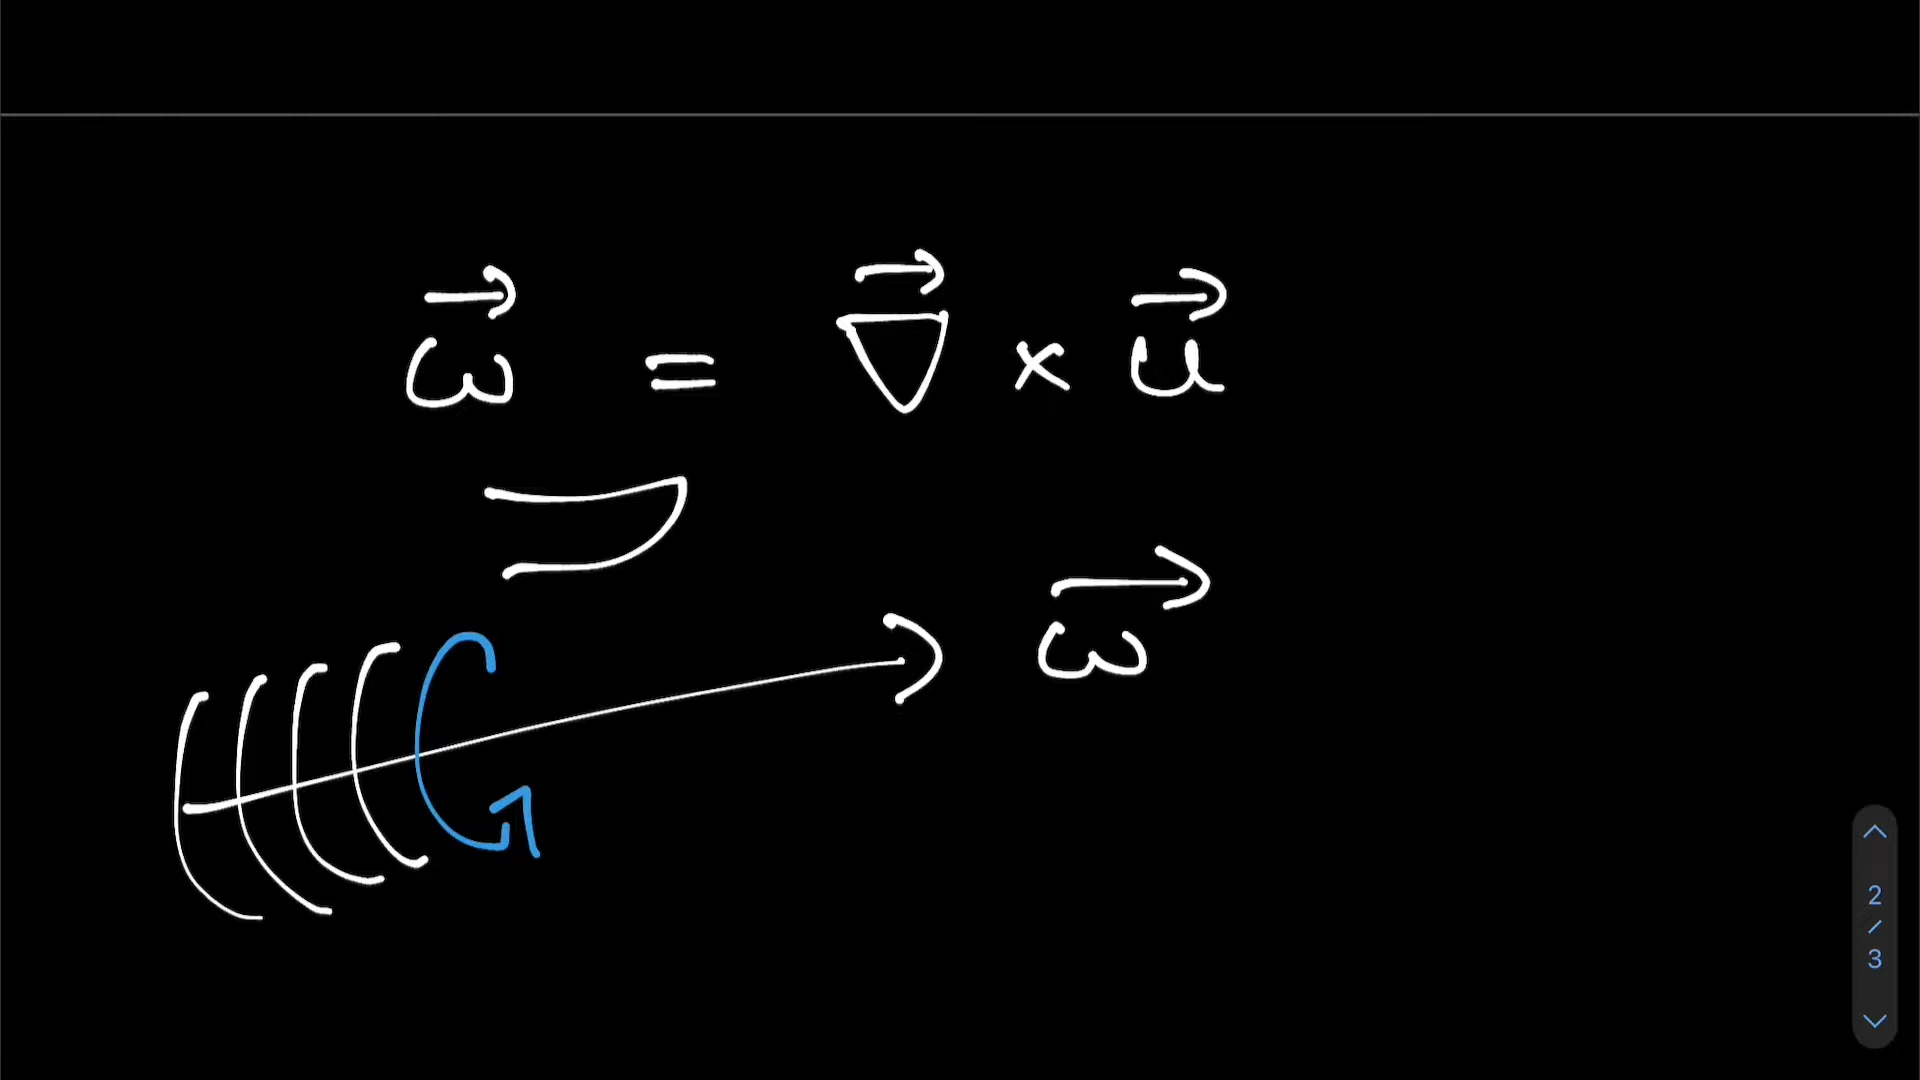 ω⃗ = ∇⃗ × u⃗
ω⃗
2
/
3